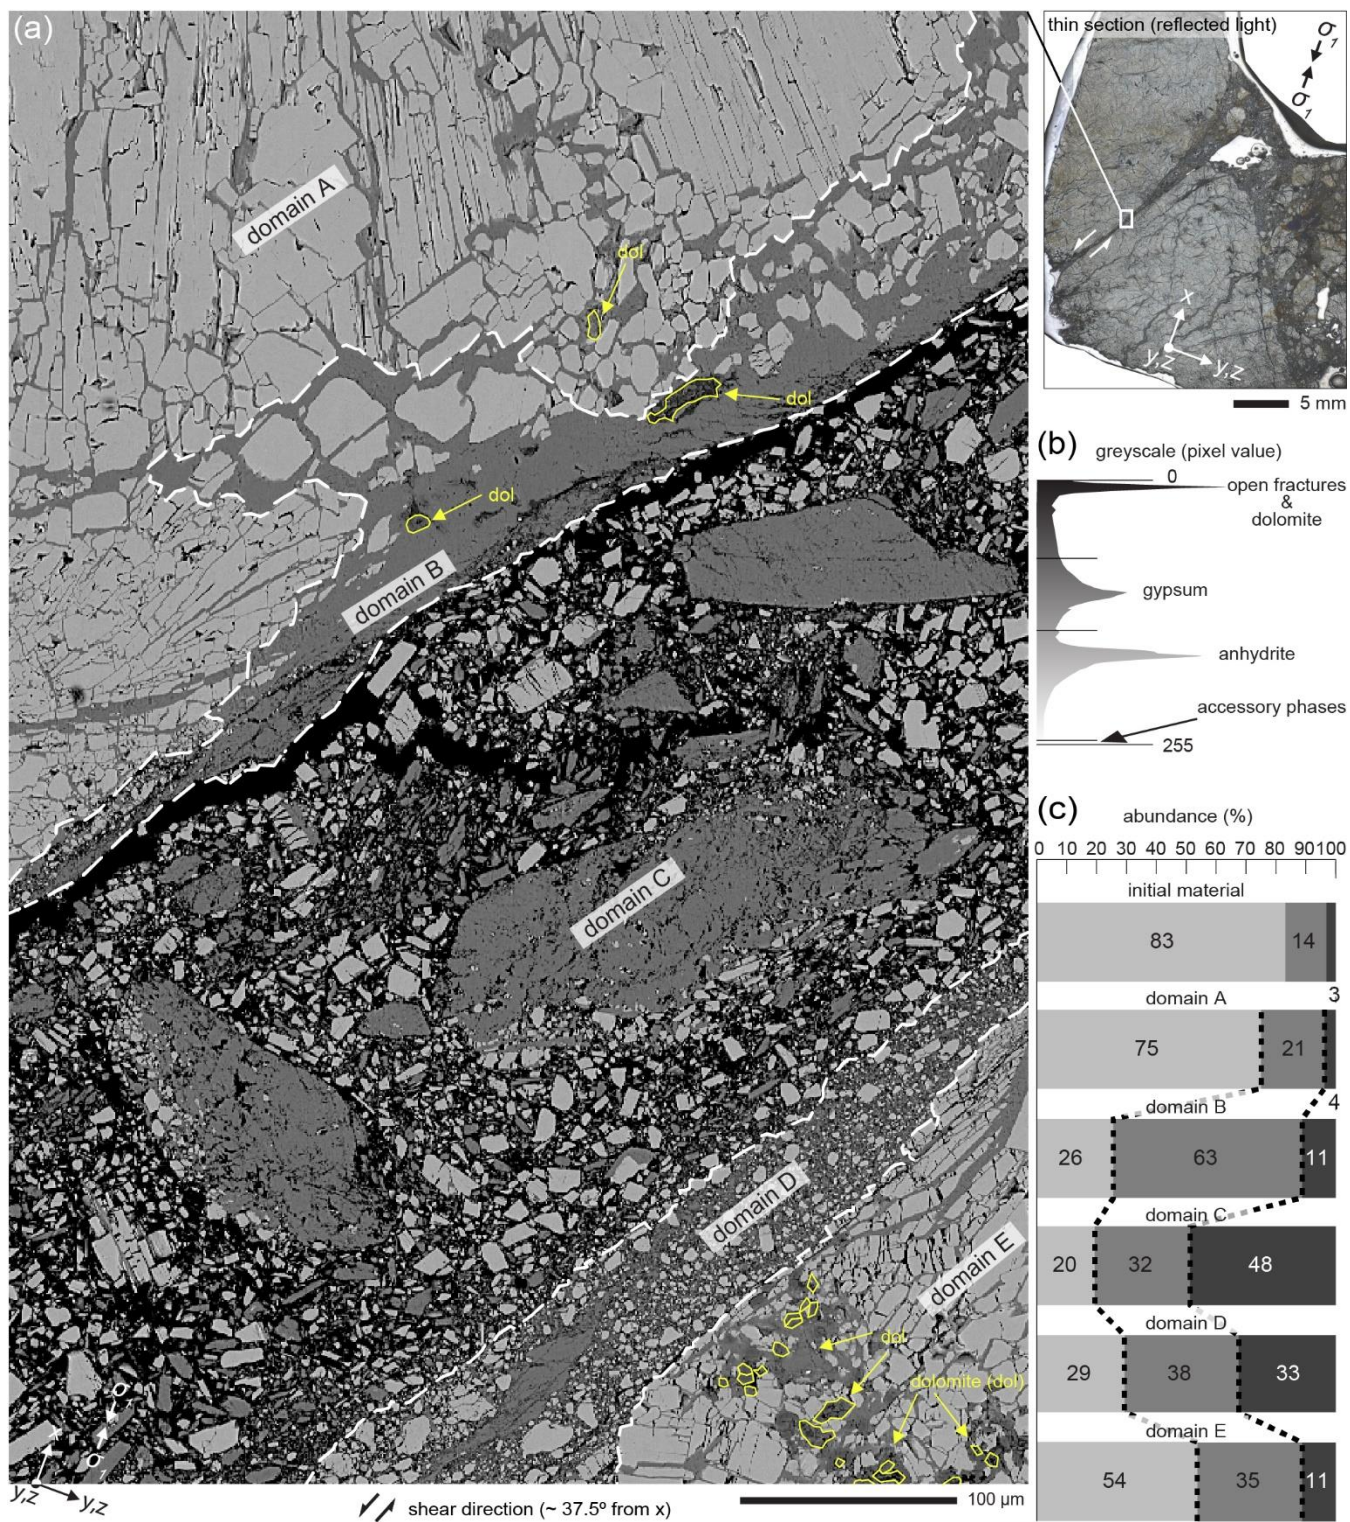 (a)
domain A
dol
dol
dol
domain B
domain C
domain D
domain E
dol
dolomite (dol)
x
y,z
y,z
σ1
σ1
shear direction (~ 37.5º from x)
100 µm
thin section (reflected light)
σ1
σ1
x
y,z
y,z
5 mm
(b)
greyscale (pixel value)
0
open fractures
&
dolomite
gypsum
anhydrite
accessory phases
255
(c)
abundance (%)
0 10 20 30 40 50 60 70 80 90 100
initial material
83 14
3
domain A
75 21
4
domain B
26 63 11
domain C
20 32 48
domain D
29 38 33
domain E
54 35 11